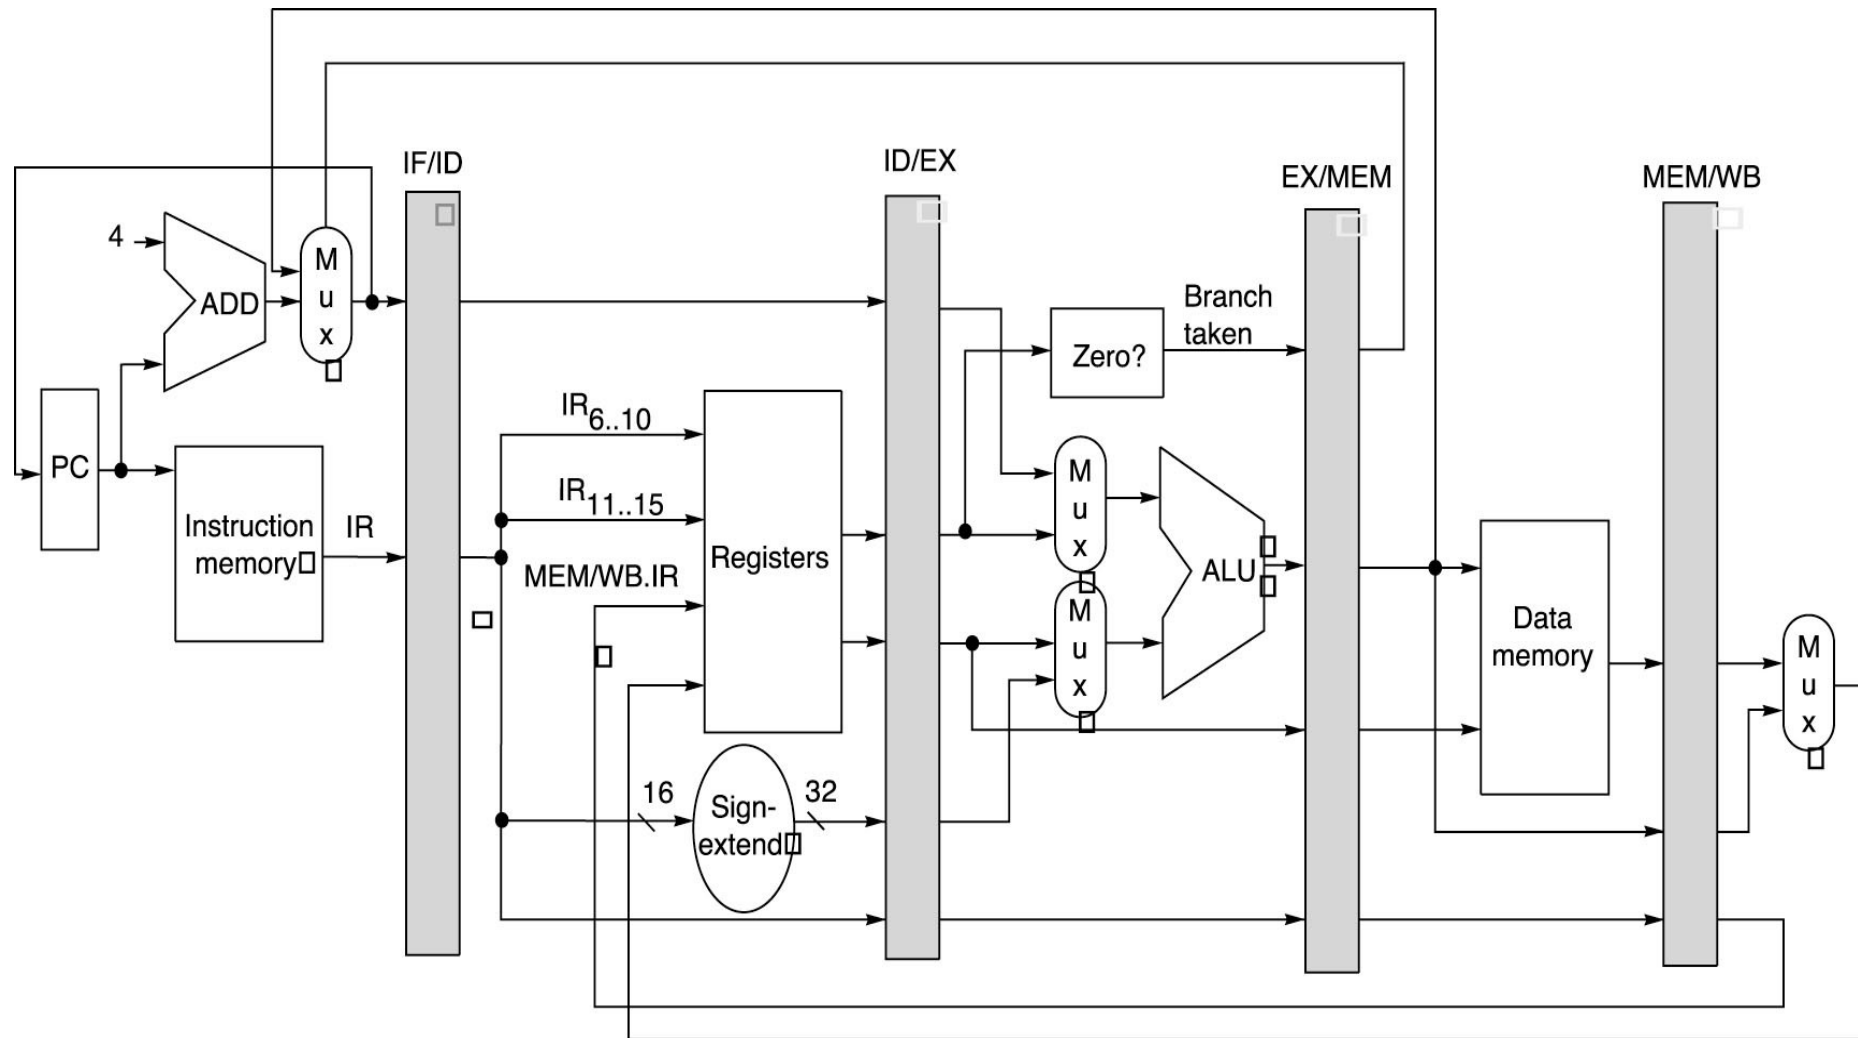 IF/ID
ID/EX
EX/MEM
MEM/WB
4
ADD
M
u
x
Branch
taken
Zero?
IR6..10
PC
M
u
x
IR11..15
Instruction
memory
IR
Registers
MEM/WB.IR
ALU
M
u
x
Data
memory
M
u
x
16
Sign-
extend
32